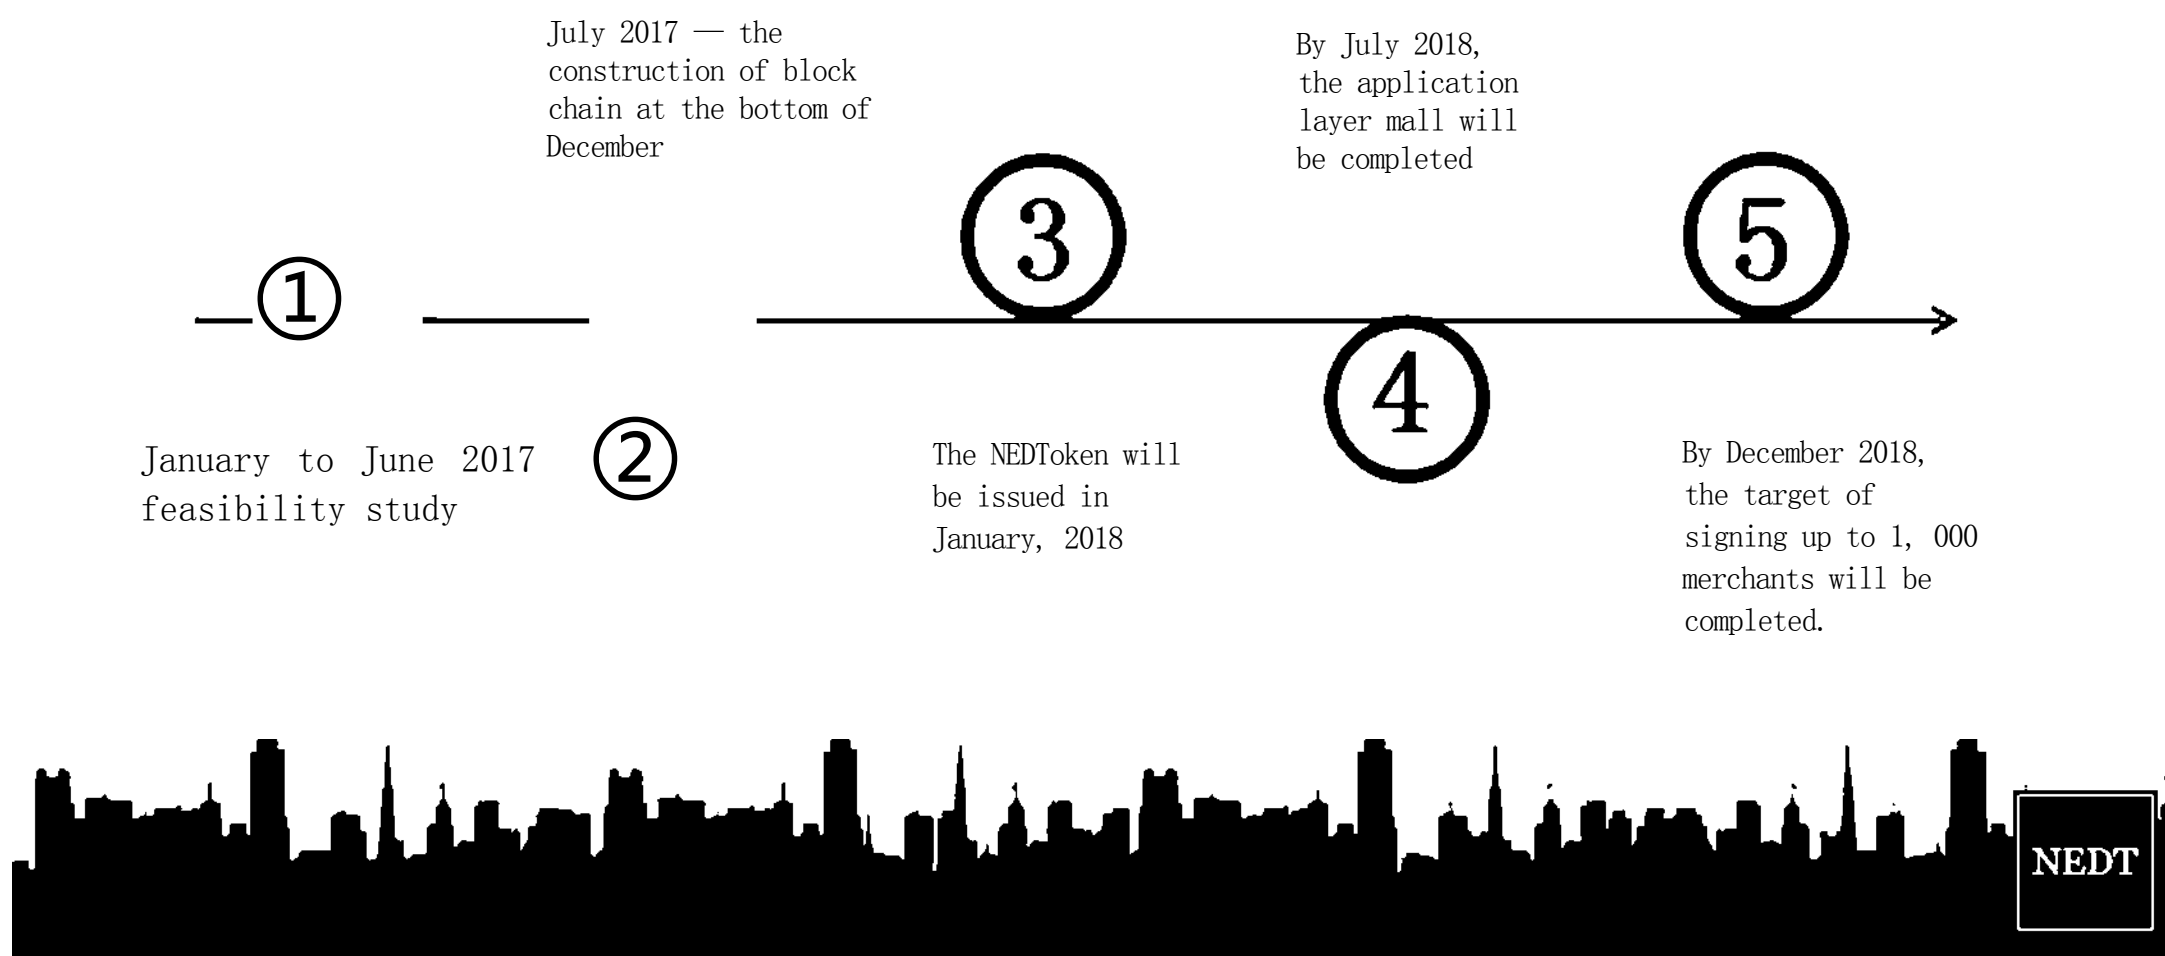 July 2017 — the
construction of block
chain at the bottom of
December
By July 2018,
the application
layer mall will
be completed
①
②
3
4
5
January to June 2017
feasibility study
The NEDToken will
be issued in
January, 2018
By December 2018,
the target of
signing up to 1, 000
merchants will be
completed.
NEDT